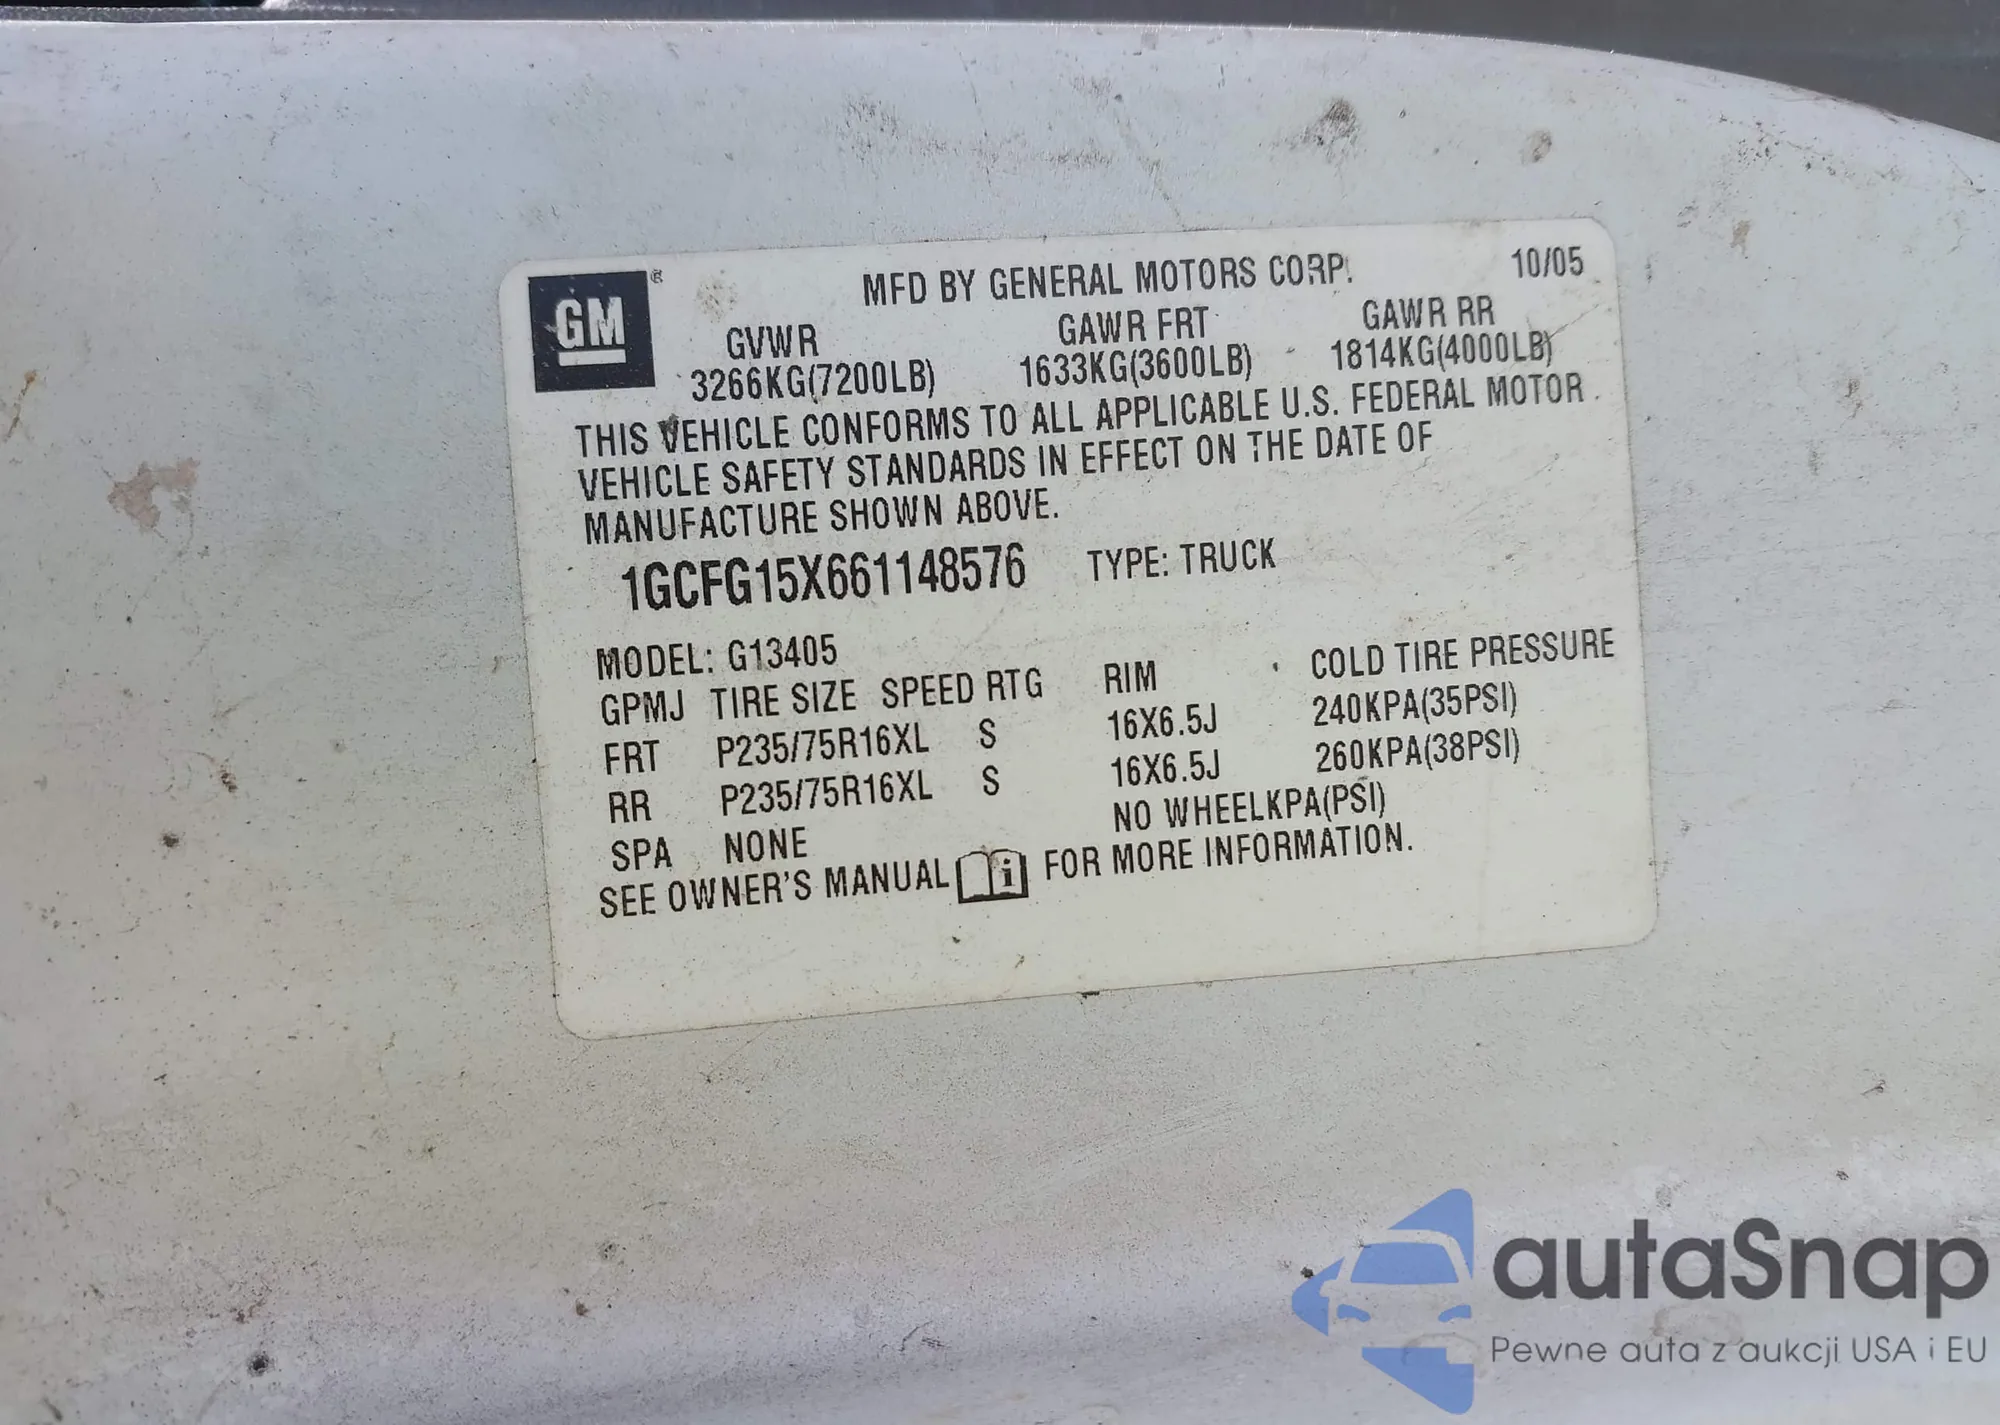 GM ®
MFD BY GENERAL MOTORS CORP. 10/05
GVWR GAWR FRT GAWR RR
3266KG(7200LB) 1633KG(3600LB) 1814KG(4000LB)
THIS VEHICLE CONFORMS TO ALL APPLICABLE U.S. FEDERAL MOTOR
VEHICLE SAFETY STANDARDS IN EFFECT ON THE DATE OF
MANUFACTURE SHOWN ABOVE.
1GCFG15X661148576 TYPE: TRUCK
MODEL: G13405
GPMJ TIRE SIZE SPEED RTG RIM COLD TIRE PRESSURE
FRT P235/75R16XL S 16X6.5J 240KPA(35PSI)
RR P235/75R16XL S 16X6.5J 260KPA(38PSI)
SPA NONE NO WHEELKPA(PSI)
SEE OWNER'S MANUAL i FOR MORE INFORMATION.
autaSnap
Pewne auta z aukcji USA i EU